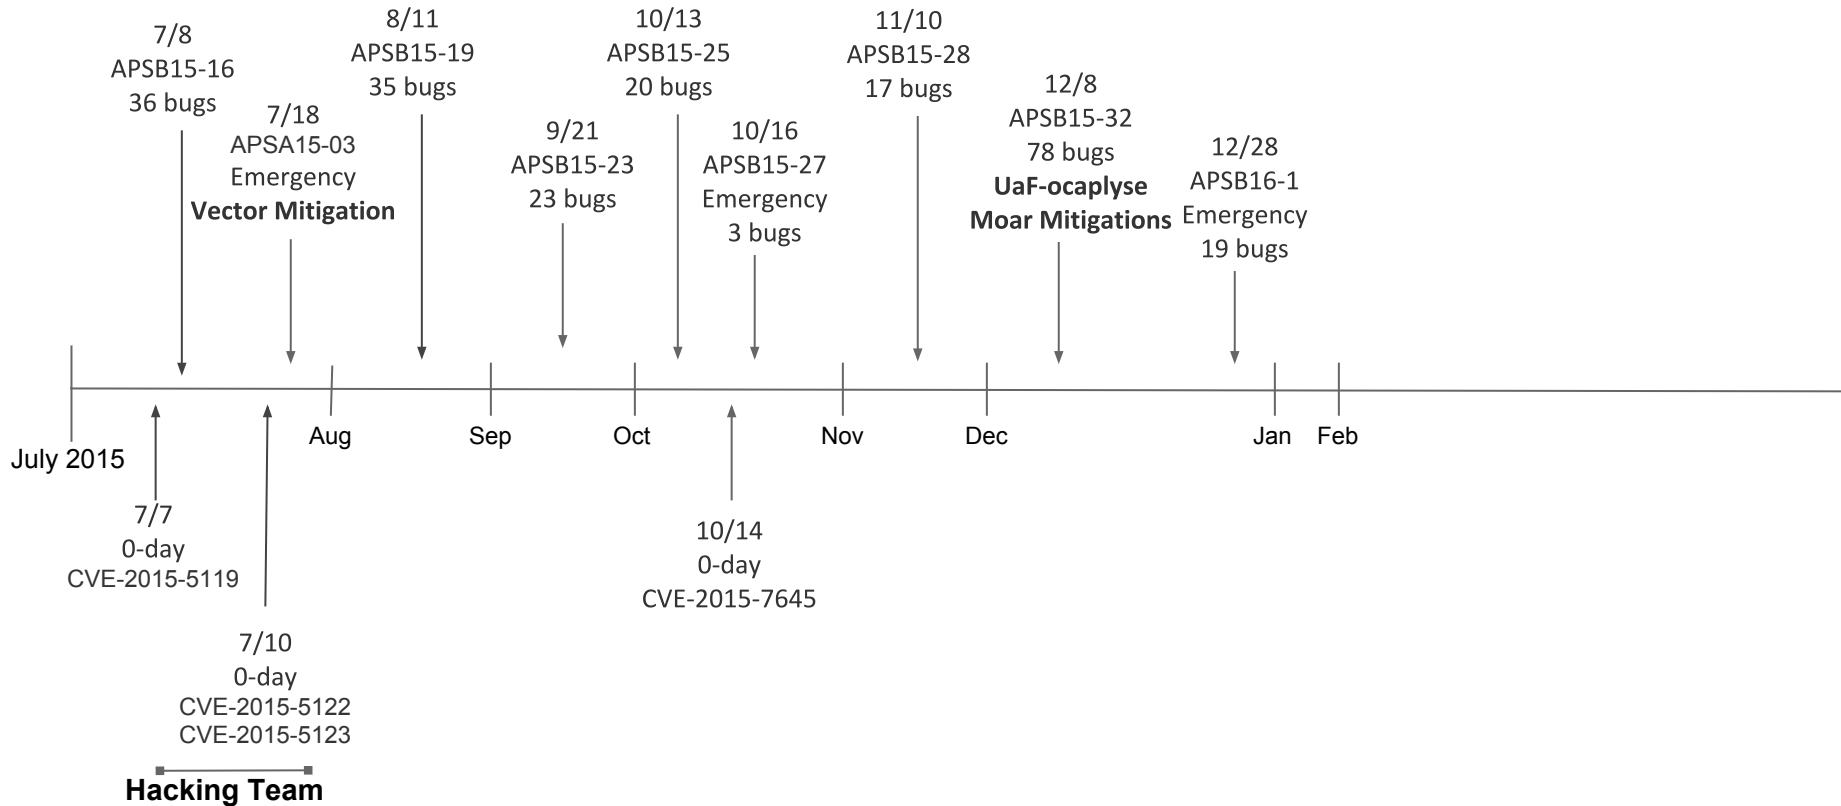 7/8
APSB15-16
36 bugs
7/18
APSA15-03
Emergency
Vector Mitigation
8/11
APSB15-19
35 bugs
9/21
APSB15-23
23 bugs
10/13
APSB15-25
20 bugs
10/16
APSB15-27
Emergency
3 bugs
11/10
APSB15-28
17 bugs
12/8
APSB15-32
78 bugs
UaF-ocaplyse
Moar Mitigations
12/28
APSB16-1
Emergency
19 bugs
July 2015
Aug
Sep
Oct
Nov
Dec
Jan
Feb
7/7
0-day
CVE-2015-5119
7/10
0-day
CVE-2015-5122
CVE-2015-5123
Hacking Team
10/14
0-day
CVE-2015-7645